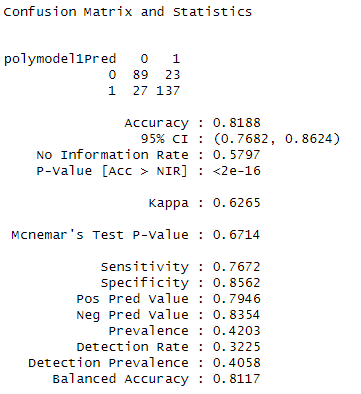 Confusion Matrix and Statistics
polymodel1Pred 0 1
0 89 23
1 27 137
Accuracy : 0.8188
95% CI : (0.7682, 0.8624)
No Information Rate : 0.5797
P-Value [Acc > NIR] : <2e-16
Kappa : 0.6265
Mcnemar's Test P-Value : 0.6714
Sensitivity : 0.7672
Specificity : 0.8562
Pos Pred Value : 0.7946
Neg Pred Value : 0.8354
Prevalence : 0.4203
Detection Rate : 0.3225
Detection Prevalence : 0.4058
Balanced Accuracy : 0.8117